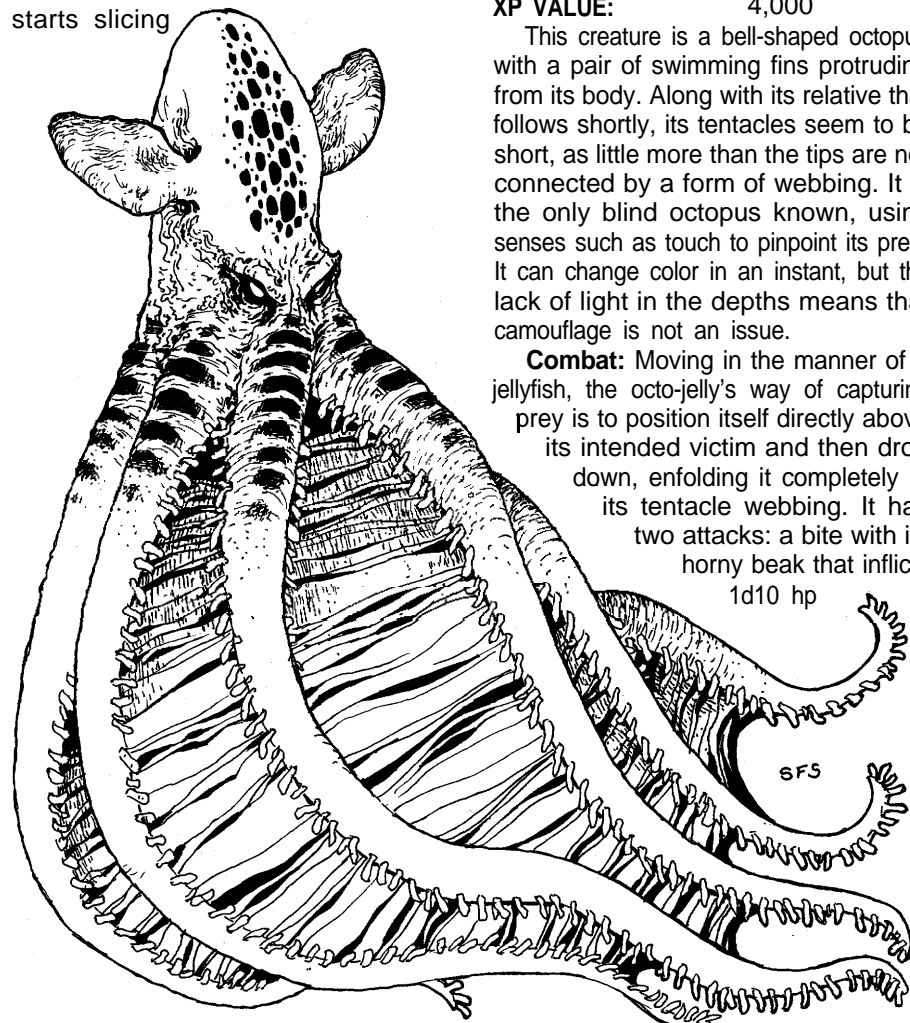 starts slicing
XP VALUE: 4,000
This creature is a bell-shaped octopu
with a pair of swimming fins protrudin
from its body. Along with its relative tha
follows shortly, its tentacles seem to b
short, as little more than the tips are no
connected by a form of webbing. It
the only blind octopus known, usin
senses such as touch to pinpoint its pre
It can change color in an instant, but th
lack of light in the depths means tha
camouflage is not an issue.
Combat: Moving in the manner of
jellyfish, the octo-jelly's way of capturin
prey is to position itself directly abov
its intended victim and then dro
down, enfolding it completely
its tentacle webbing. It ha
two attacks: a bite with i
horny beak that inflic
1d10 hp
SFS